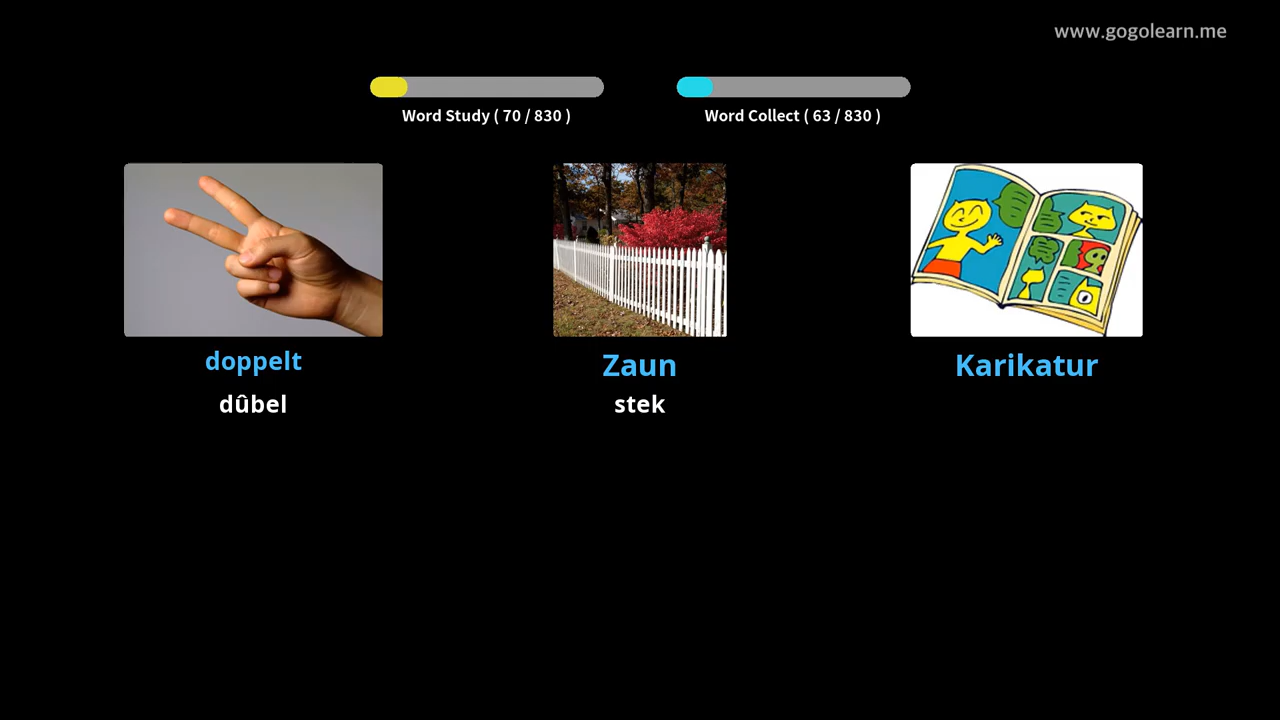 www.gogolearn.me
Word Study ( 70 / 830 )
Word Collect ( 63 / 830 )
doppelt
Zaun
Karikatur
dûbel
stek